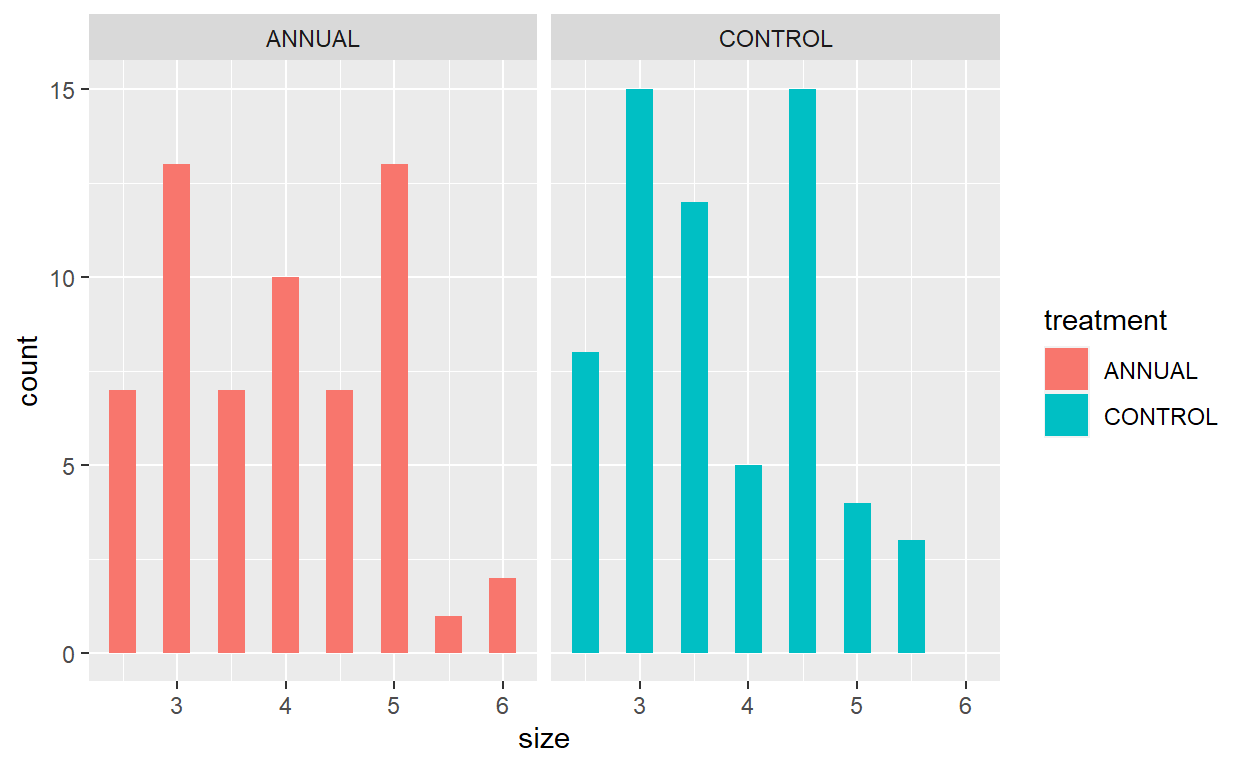 ANNUAL CONTROL
15
10
5
0
count
3 4 5 6 3 4 5 6
size
treatment
ANNUAL
CONTROL